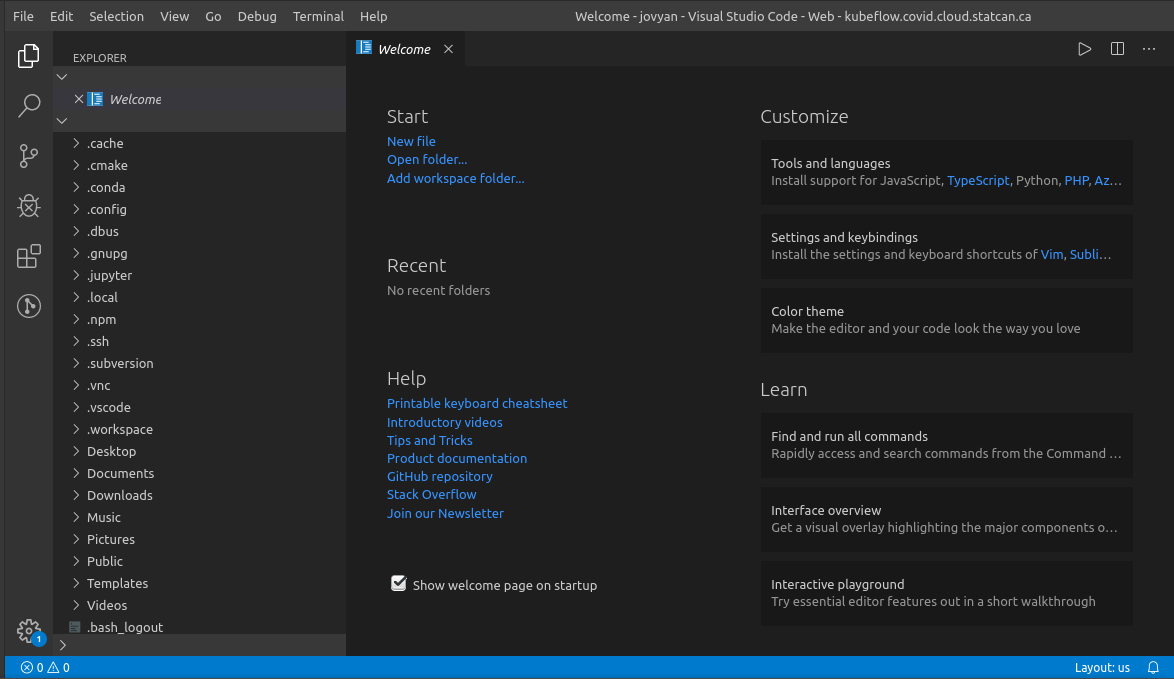 File Edit Selection View Go Debug Terminal Help
Welcome - jovyan - Visual Studio Code - Web - kubeflow.covid.cloud.statcan.ca
EXPLORER
Welcome
.cache
.cmake
.conda
.config
.dbus
.gnupg
.jupyter
.local
.npm
.ssh
.subversion
.vnc
.vscode
.workspace
Desktop
Documents
Downloads
Music
Pictures
Public
Templates
Videos
.bash_logout
1
Welcome
Start
New file
Open folder...
Add workspace folder...
Recent
No recent folders
Help
Printable keyboard cheatsheet
Introductory videos
Tips and Tricks
Product documentation
GitHub repository
Stack Overflow
Join our Newsletter
Show welcome page on startup
Customize
Tools and languages
Install support for JavaScript, TypeScript, Python, PHP, Az...
Settings and keybindings
Install the settings and keyboard shortcuts of Vim, Subli...
Color theme
Make the editor and your code look the way you love
Learn
Find and run all commands
Rapidly access and search commands from the Command ...
Interface overview
Get a visual overlay highlighting the major components o...
Interactive playground
Try essential editor features out in a short walkthrough
0 0
Layout: us